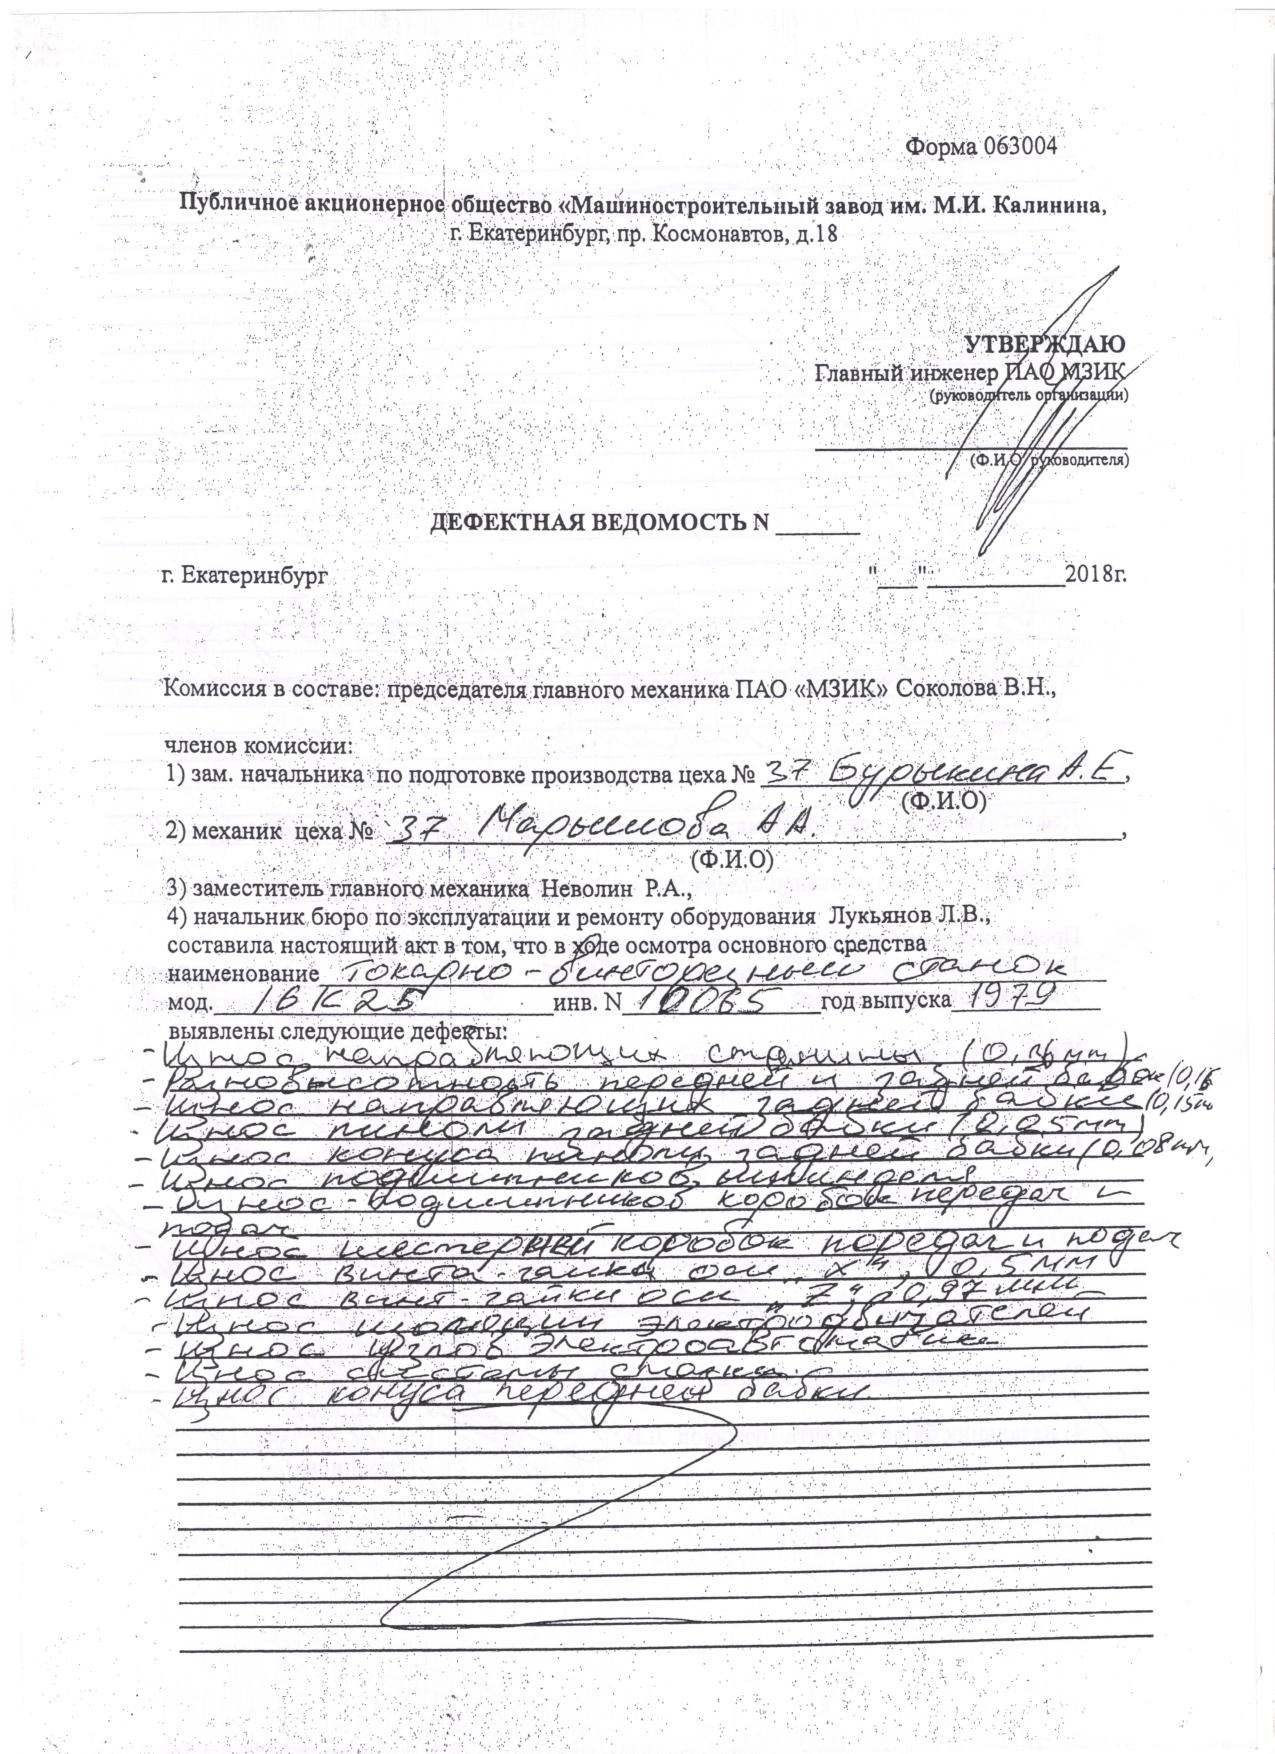 Форма 063004
Публичное акционерное общество «Машиностроительный завод им. М.И. Калинина,
г. Екатеринбург, пр. Космонавтов, д.18
УТВЕРЖДАЮ
Главный инженер ПАО МЗИК
(руководитель организации)
(Ф.И.О. руководителя)
ДЕФЕКТНАЯ ВЕДОМОСТЬ N ______
г. Екатеринбург "___"__________2018г.
Комиссия в составе: председателя главного механика ПАО «МЗИК» Соколова В.Н.,
членов комиссии:
1) зам. начальника по подготовке производства цеха № 37 Бурыкина А.Е,
(Ф.И.О)
2) механик цеха № 37 Марышова А А. ,
(Ф.И.О)
3) заместитель главного механика Неволин Р.А.,
4) начальник бюро по эксплуатации и ремонту оборудования Лукьянов Л.В.,
составила настоящий акт в том, что в ходе осмотра основного средства
наименование Токарно-винторезный станок
мод. 16К25 инв. N 10065 год выпуска 1979
выявлены следующие дефекты:
- Износ направляющих станины (0,16мм)
- Разновысотность передней и задней бабок (0,16
- Износ направляющих задней бабки (0,15мм
- Износ пиноли задней бабки (0,05мм)
- Износ конуса пиноли задней бабки (0,08мм,
- Износ подшипников шпинделя
- Износ подшипников коробок передач и
подач
- Износ шестерней коробок передач и подач
- Износ винта-гайки оси "Х", 0,5мм
- Износ винт-гайки оси "Z", 0,97мм
- Износ изоляции электродвигателей
- Износ узлов электроавтоматики
- Износ системы смазки.
- Износ конуса передней бабки